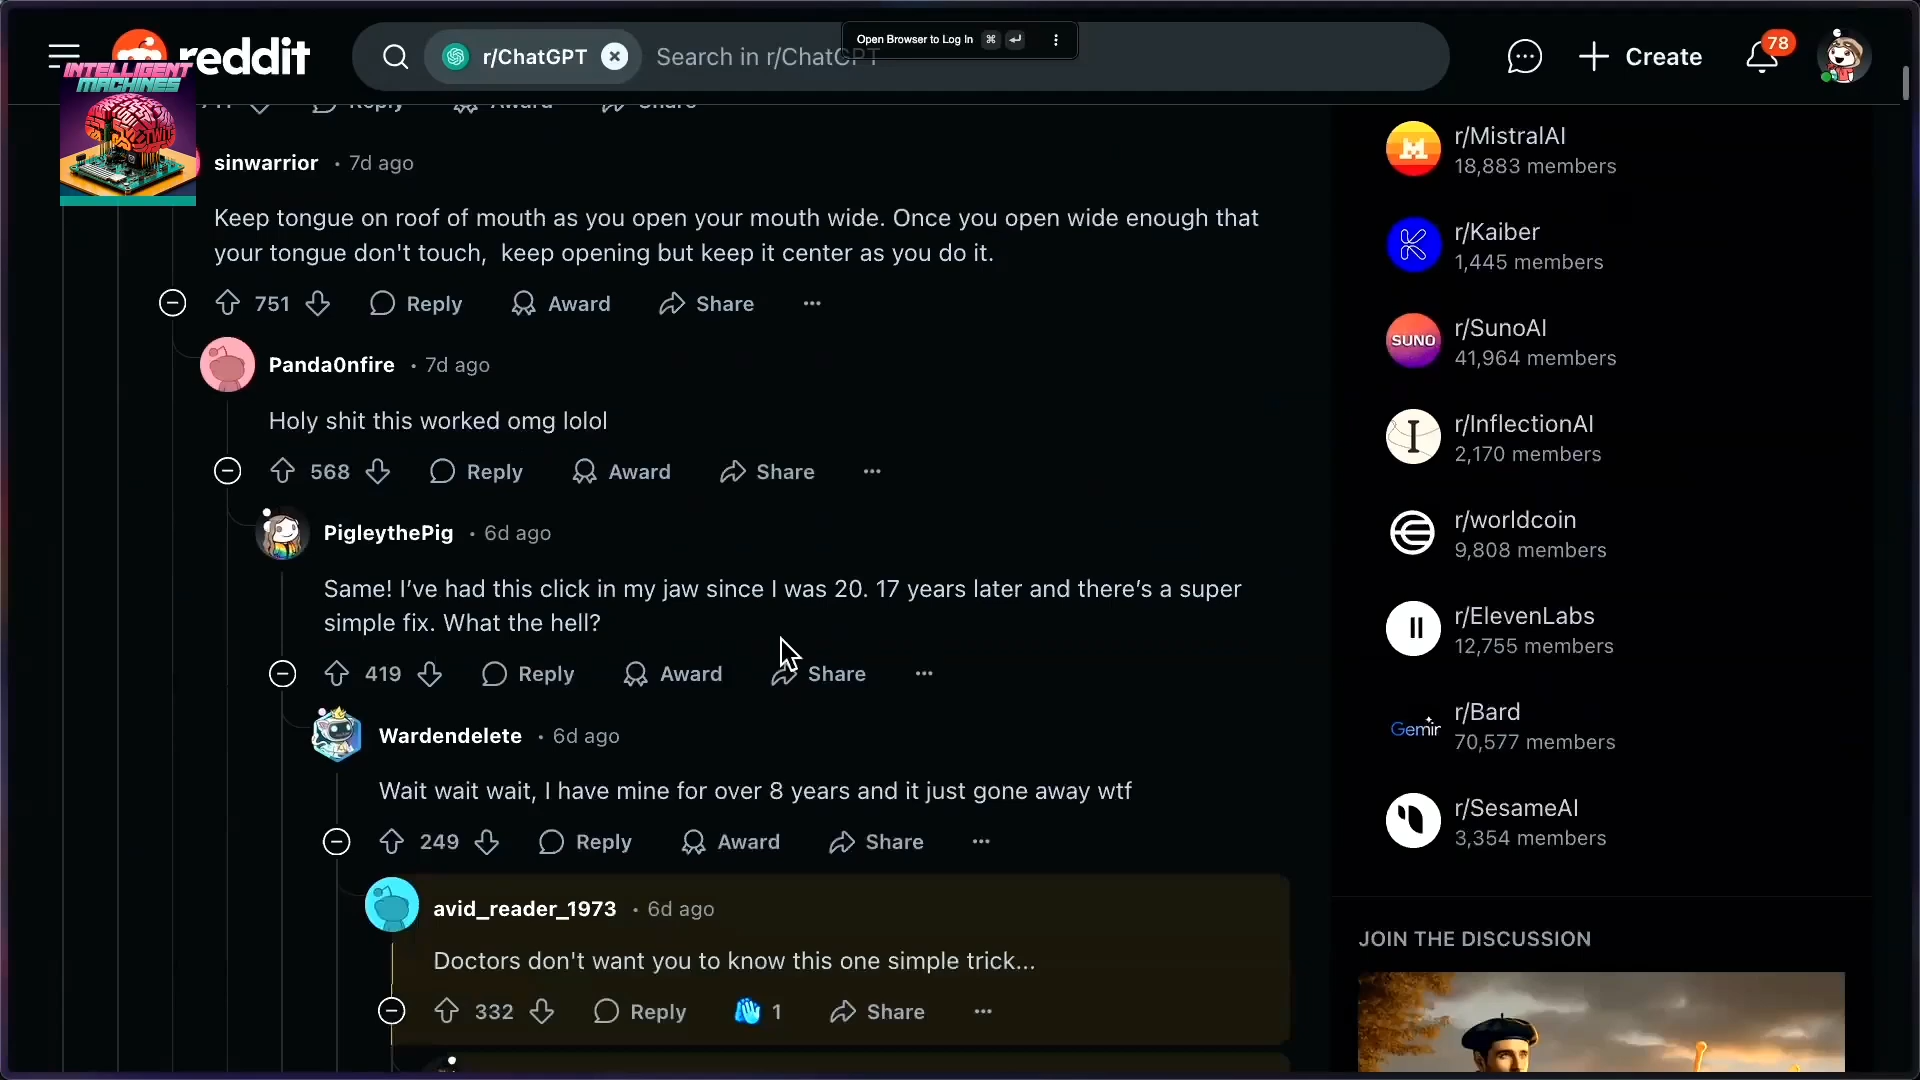 reddit
r/ChatGPT
Search in r/ChatGPT
Open Browser to Log In
Create
78
INTELLIGENT
MACHINES
TWiT
Reply
Award
Share
sinwarrior • 7d ago
Keep tongue on roof of mouth as you open your mouth wide. Once you open wide enough that
your tongue don't touch,  keep opening but keep it center as you do it.
751 Reply Award Share
Panda0nfire • 7d ago
Holy shit this worked omg lolol
568 Reply Award Share
PigleythePig • 6d ago
Same! I’ve had this click in my jaw since I was 20. 17 years later and there’s a super
simple fix. What the hell?
419 Reply Award Share
Wardendelete • 6d ago
Wait wait wait, I have mine for over 8 years and it just gone away wtf
249 Reply Award Share
avid_reader_1973 • 6d ago
Doctors don't want you to know this one simple trick...
332 Reply 1 Share
r/MistralAI
18,883 members
r/Kaiber
1,445 members
SUNO
r/SunoAI
41,964 members
r/InflectionAI
2,170 members
r/worldcoin
9,808 members
r/ElevenLabs
12,755 members
Gemir
r/Bard
70,577 members
r/SesameAI
3,354 members
JOIN THE DISCUSSION